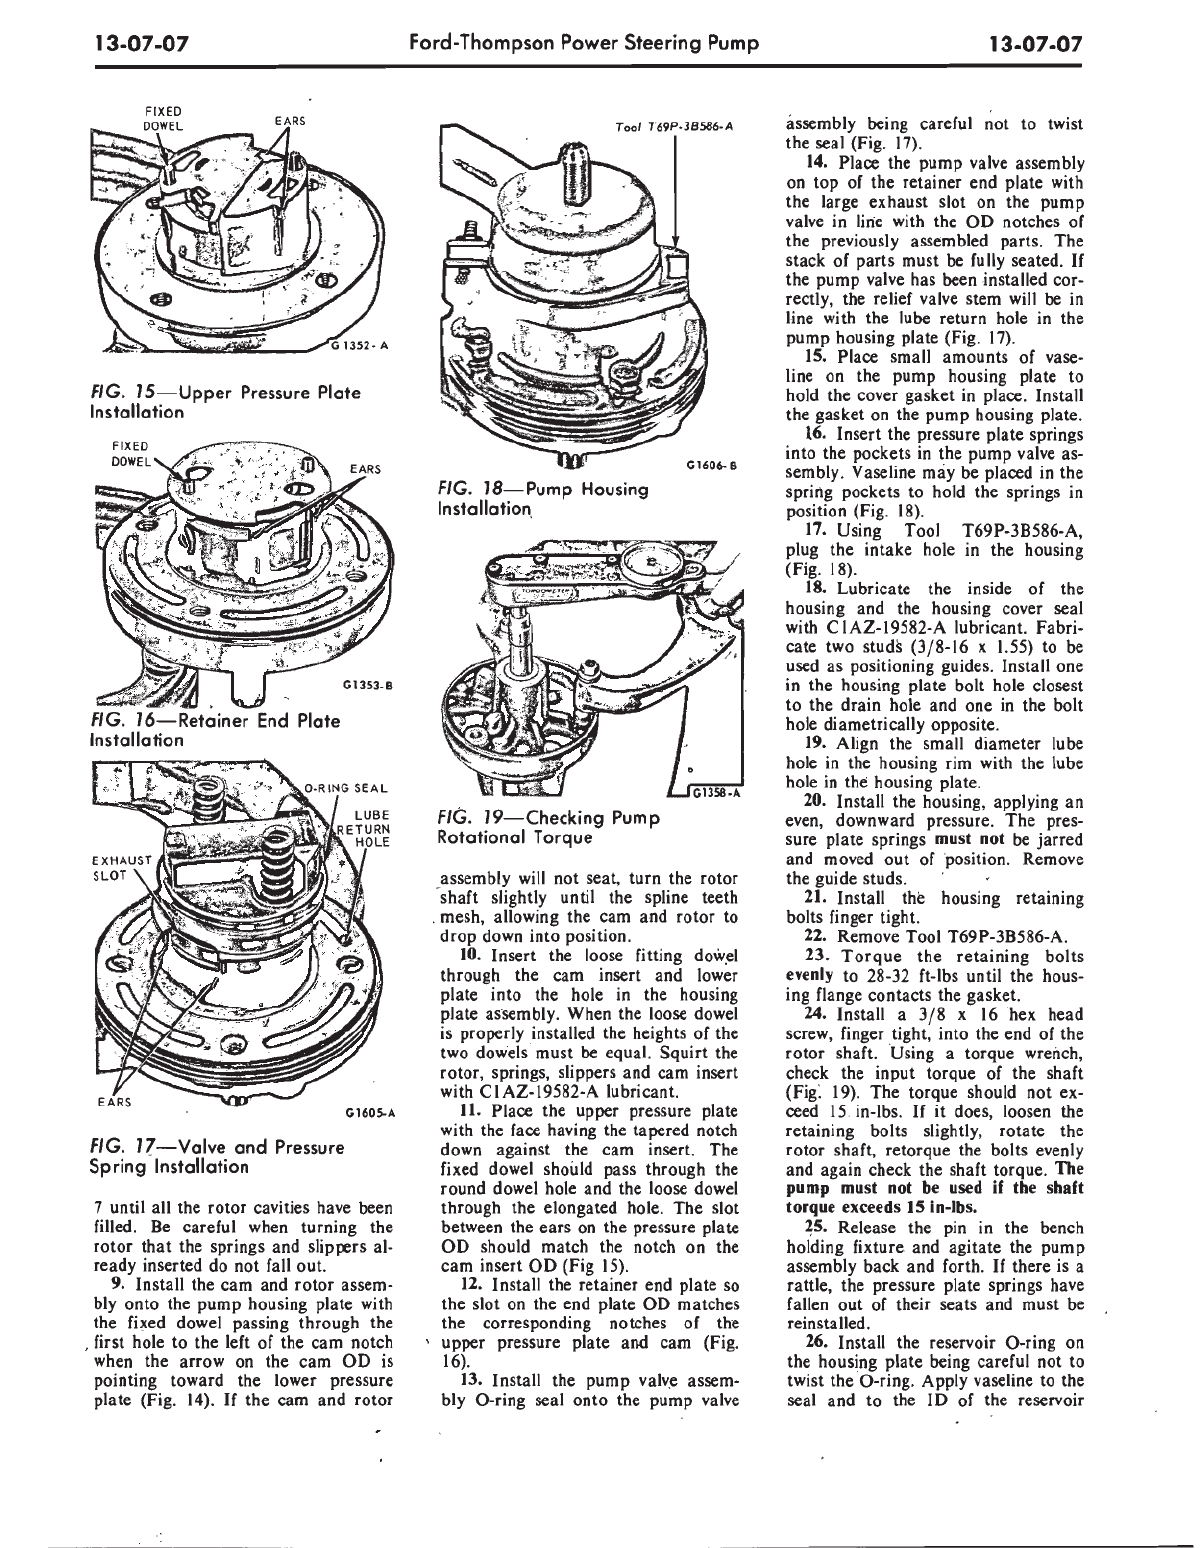 13-07-07
Ford-Thompson Power Steering Pump
13-07-07
FIXED
DOWEL
EARS
G 1352- A
FIG. 15—Upper Pressure Plate
Installation
FIXED
DOWEL
EARS
G1353-B
FIG. 16—Retainer End Plate
Installation
O-RING SEAL
LUBE
RETURN
HOLE
EXHAUST
SLOT
EARS
G1605-A
FIG. 17—Valve and Pressure
Spring Installation
7 until all the rotor cavities have been
filled. Be careful when turning the
rotor that the springs and slippers al-
ready inserted do not fall out.
9. Install the cam and rotor assem-
bly onto the pump housing plate with
the fixed dowel passing through the
first hole to the left of the cam notch
when the arrow on the cam OD is
pointing toward the lower pressure
plate (Fig. 14). If the cam and rotor
Tool T69P-3B586-A
G1606-B
FIG. 18—Pump Housing
Installation
G1358-A
FIG. 19—Checking Pump
Rotational Torque
assembly will not seat, turn the rotor
shaft slightly until the spline teeth
mesh, allowing the cam and rotor to
drop down into position.
10. Insert the loose fitting dowel
through the cam insert and lower
plate into the hole in the housing
plate assembly. When the loose dowel
is properly installed the heights of the
two dowels must be equal. Squirt the
rotor, springs, slippers and cam insert
with C1AZ-19582-A lubricant.
11. Place the upper pressure plate
with the face having the tapered notch
down against the cam insert. The
fixed dowel should pass through the
round dowel hole and the loose dowel
through the elongated hole. The slot
between the ears on the pressure plate
OD should match the notch on the
cam insert OD (Fig 15).
12. Install the retainer end plate so
the slot on the end plate OD matches
the corresponding notches of the
upper pressure plate and cam (Fig.
16).
13. Install the pump valve assem-
bly O-ring seal onto the pump valve
assembly being careful not to twist
the seal (Fig. 17).
14. Place the pump valve assembly
on top of the retainer end plate with
the large exhaust slot on the pump
valve in line with the OD notches of
the previously assembled parts. The
stack of parts must be fully seated. If
the pump valve has been installed cor-
rectly, the relief valve stem will be in
line with the lube return hole in the
pump housing plate (Fig. 17).
15. Place small amounts of vase-
line on the pump housing plate to
hold the cover gasket in place. Install
the gasket on the pump housing plate.
16. Insert the pressure plate springs
into the pockets in the pump valve as-
sembly. Vaseline may be placed in the
spring pockets to hold the springs in
position (Fig. 18).
17. Using Tool T69P-3B586-A,
plug the intake hole in the housing
(Fig. 18).
18. Lubricate the inside of the
housing and the housing cover seal
with C1AZ-19582-A lubricant. Fabri-
cate two studs (3/8-16 x 1.55) to be
used as positioning guides. Install one
in the housing plate bolt hole closest
to the drain hole and one in the bolt
hole diametrically opposite.
19. Align the small diameter lube
hole in the housing rim with the lube
hole in the housing plate.
20. Install the housing, applying an
even, downward pressure. The pres-
sure plate springs must not be jarred
and moved out of position. Remove
the guide studs.
21. Install the housing retaining
bolts finger tight.
22. Remove Tool T69P-3B586-A.
23. Torque the retaining bolts
evenly to 28-32 ft-lbs until the hous-
ing flange contacts the gasket.
24. Install a 3/8 x 16 hex head
screw, finger tight, into the end of the
rotor shaft. Using a torque wrench,
check the input torque of the shaft
(Fig. 19). The torque should not ex-
ceed 15 in-lbs. If it does, loosen the
retaining bolts slightly, rotate the
rotor shaft, retorque the bolts evenly
and again check the shaft torque. The
pump must not be used if the shaft
torque exceeds 15 in-lbs.
25. Release the pin in the bench
holding fixture and agitate the pump
assembly back and forth. If there is a
rattle, the pressure plate springs have
fallen out of their seats and must be
reinstalled.
26. Install the reservoir O-ring on
the housing plate being careful not to
twist the O-ring. Apply vaseline to the
seal and to the ID of the reservoir